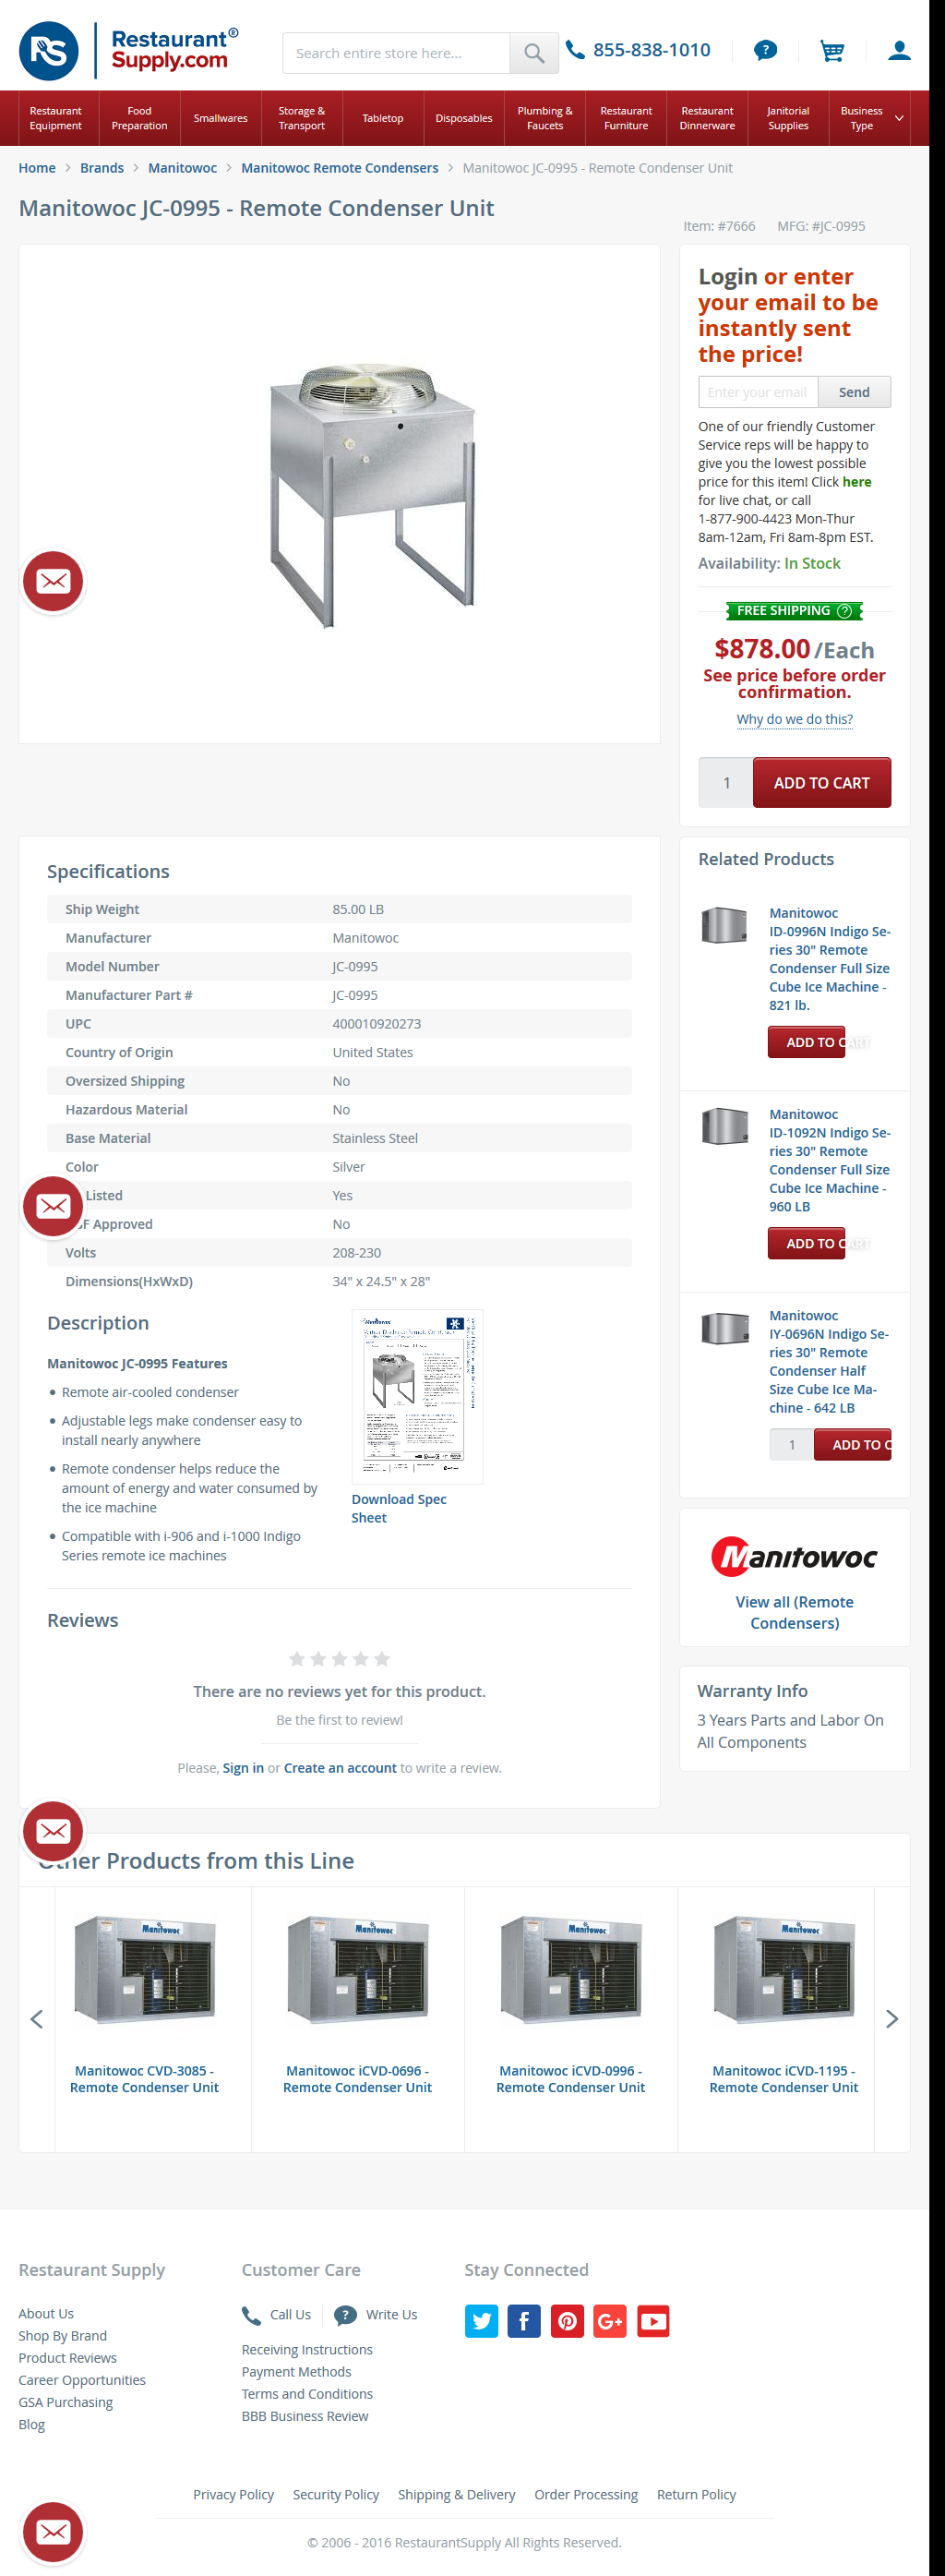 Restaurant®
Supply.com
Search entire store here...
855-838-1010
Restaurant Equipment
Food Preparation
Smallwares
Storage & Transport
Tabletop
Disposables
Plumbing & Faucets
Restaurant Furniture
Restaurant Dinnerware
Janitorial Supplies
Business Type
Home > Brands > Manitowoc > Manitowoc Remote Condensers > Manitowoc JC-0995 - Remote Condenser Unit
Manitowoc JC-0995 - Remote Condenser Unit
Item: #7666 MFG: #JC-0995
Login or enter
your email to be
instantly sent
the price!
Enter your email Send
One of our friendly Customer
Service reps will be happy to
give you the lowest possible
price for this item! Click here
for live chat, or call
1-877-900-4423 Mon-Thur
8am-12am, Fri 8am-8pm EST.
Availability: In Stock
FREE SHIPPING ?
$878.00 /Each
See price before order
confirmation.
Why do we do this?
1 ADD TO CART
Specifications
Ship Weight 85.00 LB
Manufacturer Manitowoc
Model Number JC-0995
Manufacturer Part # JC-0995
UPC 400010920273
Country of Origin United States
Oversized Shipping No
Hazardous Material No
Base Material Stainless Steel
Color Silver
Listed Yes
F Approved No
Volts 208-230
Dimensions(HxWxD) 34" x 24.5" x 28"
Description
Manitowoc JC-0995 Features
Remote air-cooled condenser
Adjustable legs make condenser easy to
install nearly anywhere
Remote condenser helps reduce the
amount of energy and water consumed by
the ice machine
Compatible with i-906 and i-1000 Indigo
Series remote ice machines
Download Spec
Sheet
Reviews
There are no reviews yet for this product.
Be the first to review!
Please, Sign in or Create an account to write a review.
Related Products
Manitowoc
ID-0996N Indigo Se-
ries 30" Remote
Condenser Full Size
Cube Ice Machine -
821 lb.
ADD TO CART
Manitowoc
ID-1092N Indigo Se-
ries 30" Remote
Condenser Full Size
Cube Ice Machine -
960 LB
ADD TO CART
Manitowoc
IY-0696N Indigo Se-
ries 30" Remote
Condenser Half
Size Cube Ice Ma-
chine - 642 LB
1 ADD TO C
Manitowoc
View all (Remote
Condensers)
Warranty Info
3 Years Parts and Labor On
All Components
Other Products from this Line
Manitowoc
Manitowoc
Manitowoc
Manitowoc
Manitowoc CVD-3085 -
Remote Condenser Unit
Manitowoc iCVD-0696 -
Remote Condenser Unit
Manitowoc iCVD-0996 -
Remote Condenser Unit
Manitowoc iCVD-1195 -
Remote Condenser Unit
Restaurant Supply
About Us
Shop By Brand
Product Reviews
Career Opportunities
GSA Purchasing
Blog
Customer Care
Call Us ? Write Us
Receiving Instructions
Payment Methods
Terms and Conditions
BBB Business Review
Stay Connected
Privacy Policy Security Policy Shipping & Delivery Order Processing Return Policy
© 2006 - 2016 RestaurantSupply All Rights Reserved.